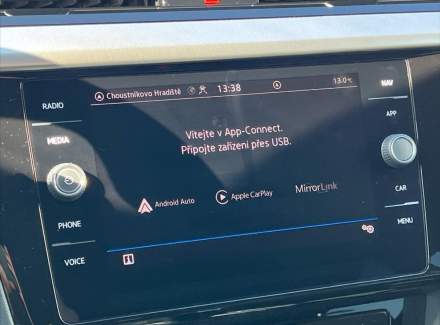 Choustníkovo Hradiště 13:38 13.0°C
RADIO
NAV
MEDIA
APP
Vítejte v App-Connect.
Připojte zařízení přes USB.
Android Auto
Apple CarPlay
MirrorLink
CAR
PHONE
MENU
VOICE